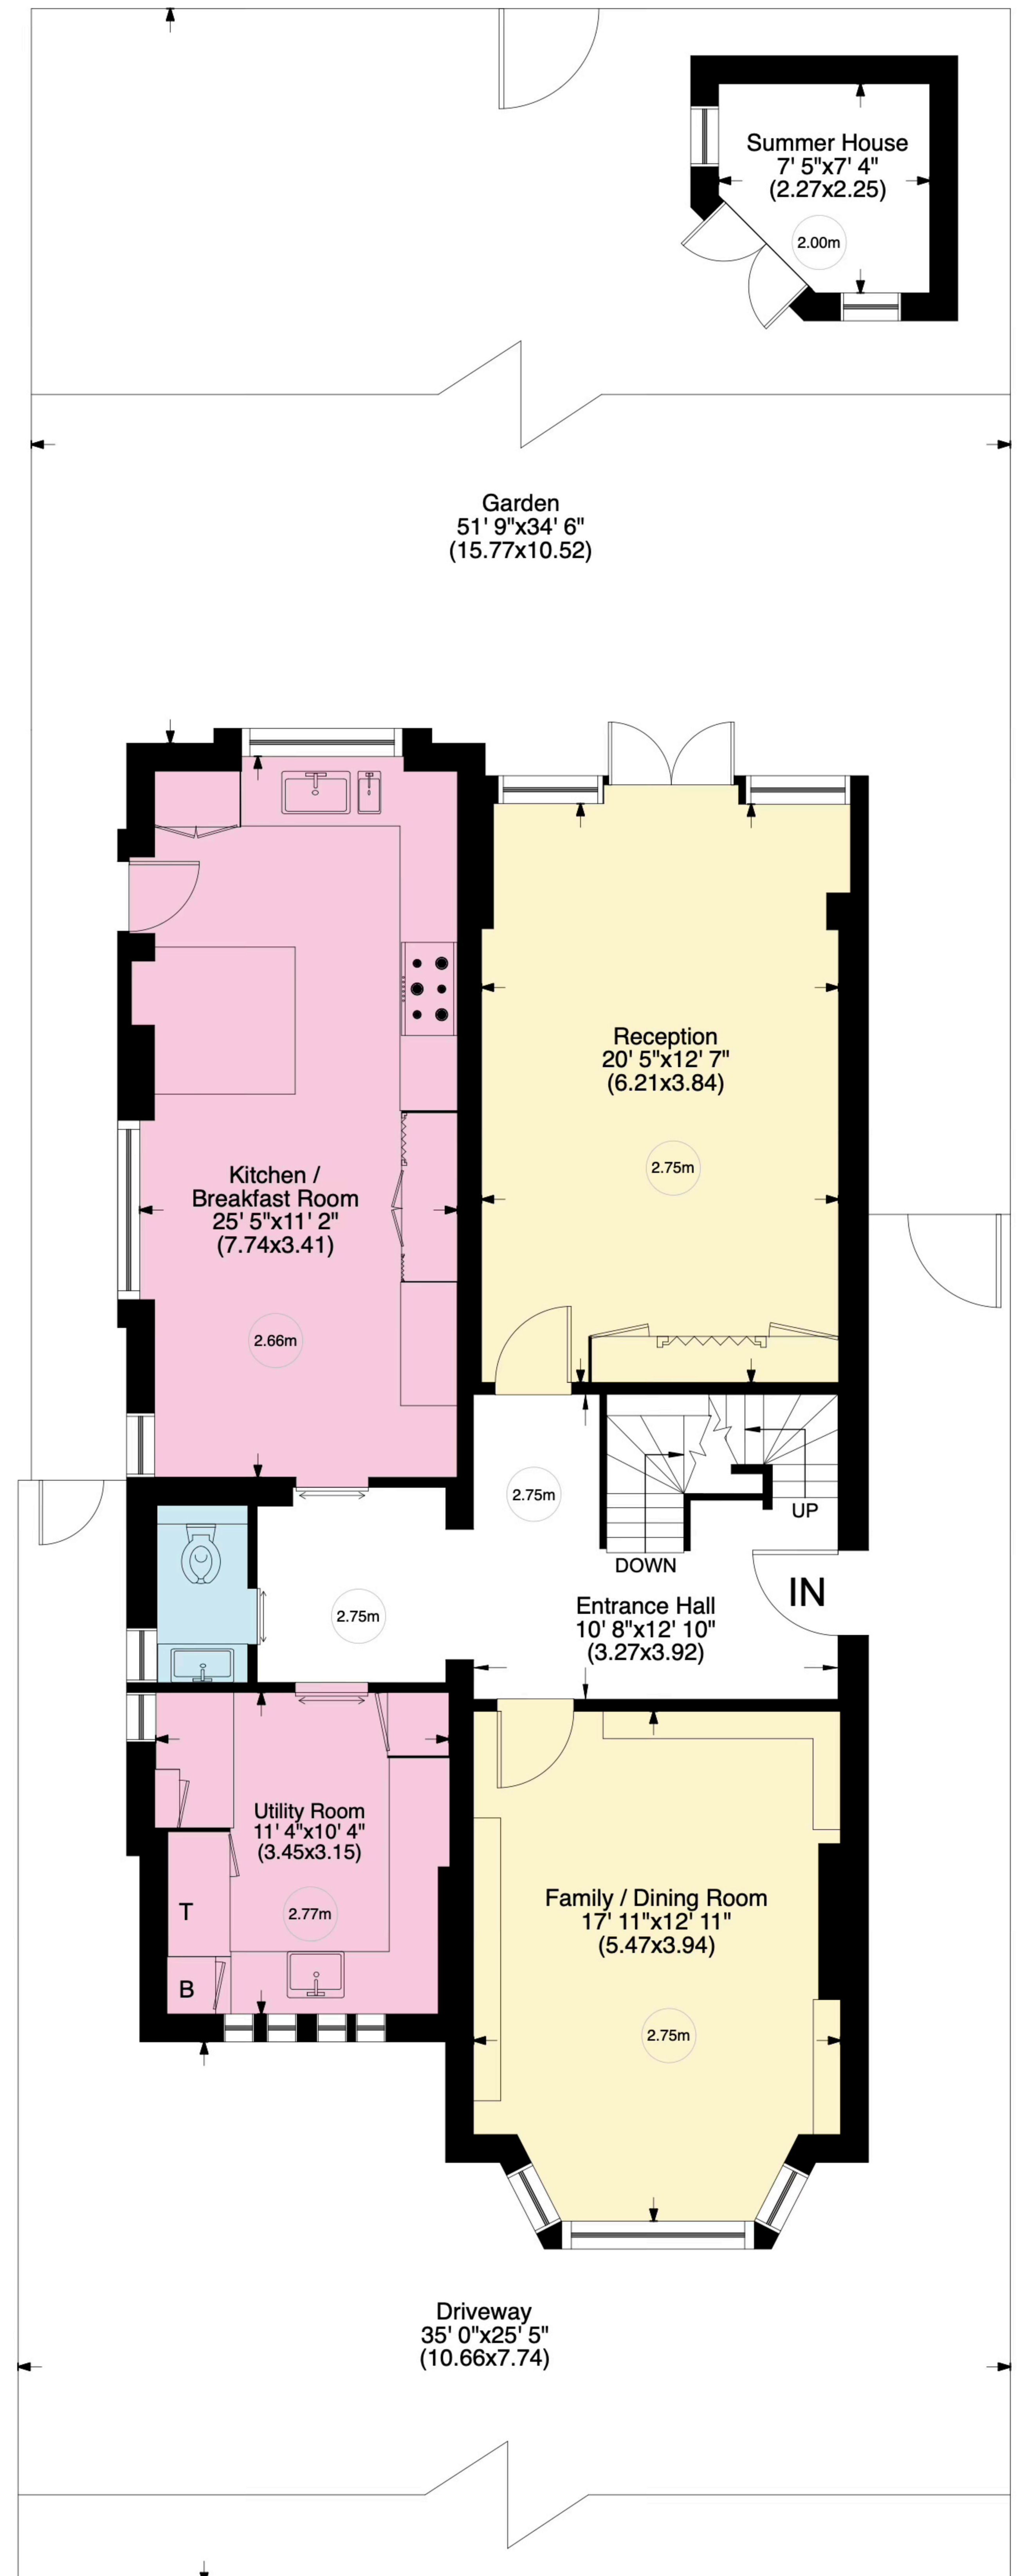 Summer House
7' 5"x7' 4"
(2.27x2.25)
2.00m
Garden
51' 9"x34' 6"
(15.77x10.52)
Reception
20' 5"x12' 7"
(6.21x3.84)
2.75m
Kitchen /
Breakfast Room
25' 5"x11' 2"
(7.74x3.41)
2.66m
2.75m
UP
DOWN
IN
2.75m
Entrance Hall
10' 8"x12' 10"
(3.27x3.92)
Utility Room
11' 4"x10' 4"
(3.45x3.15)
T
2.77m
B
Family / Dining Room
17' 11"x12' 11"
(5.47x3.94)
2.75m
Driveway
35' 0"x25' 5"
(10.66x7.74)